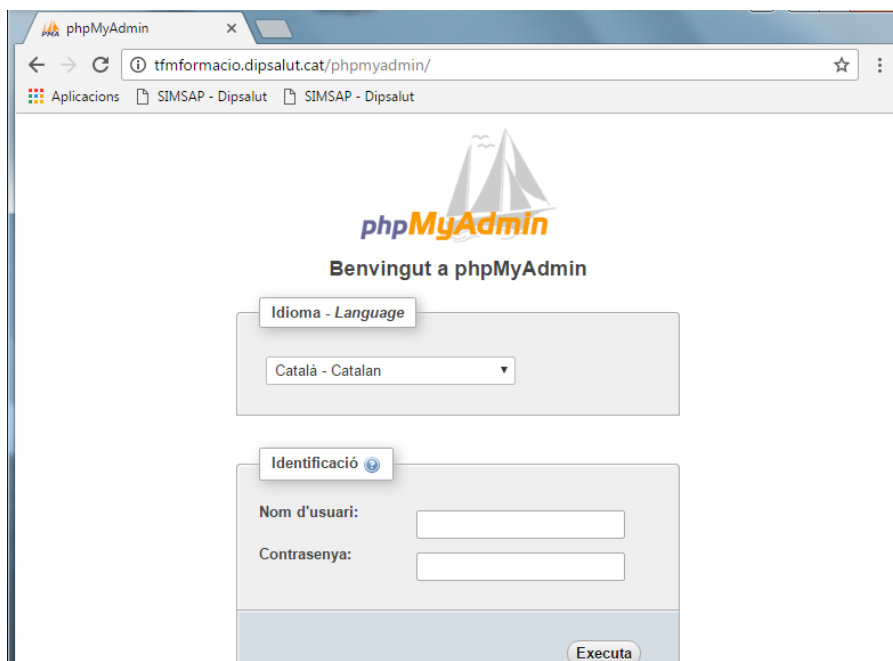 PMA phpMyAdmin
tfmformacio.dipsalut.cat/phpmyadmin/
Aplicacions SIMSAP - Dipsalut SIMSAP - Dipsalut
phpMyAdmin
Benvingut a phpMyAdmin
Idioma - Language
Català - Catalan
Identificació
Nom d'usuari:
Contrasenya:
Executa